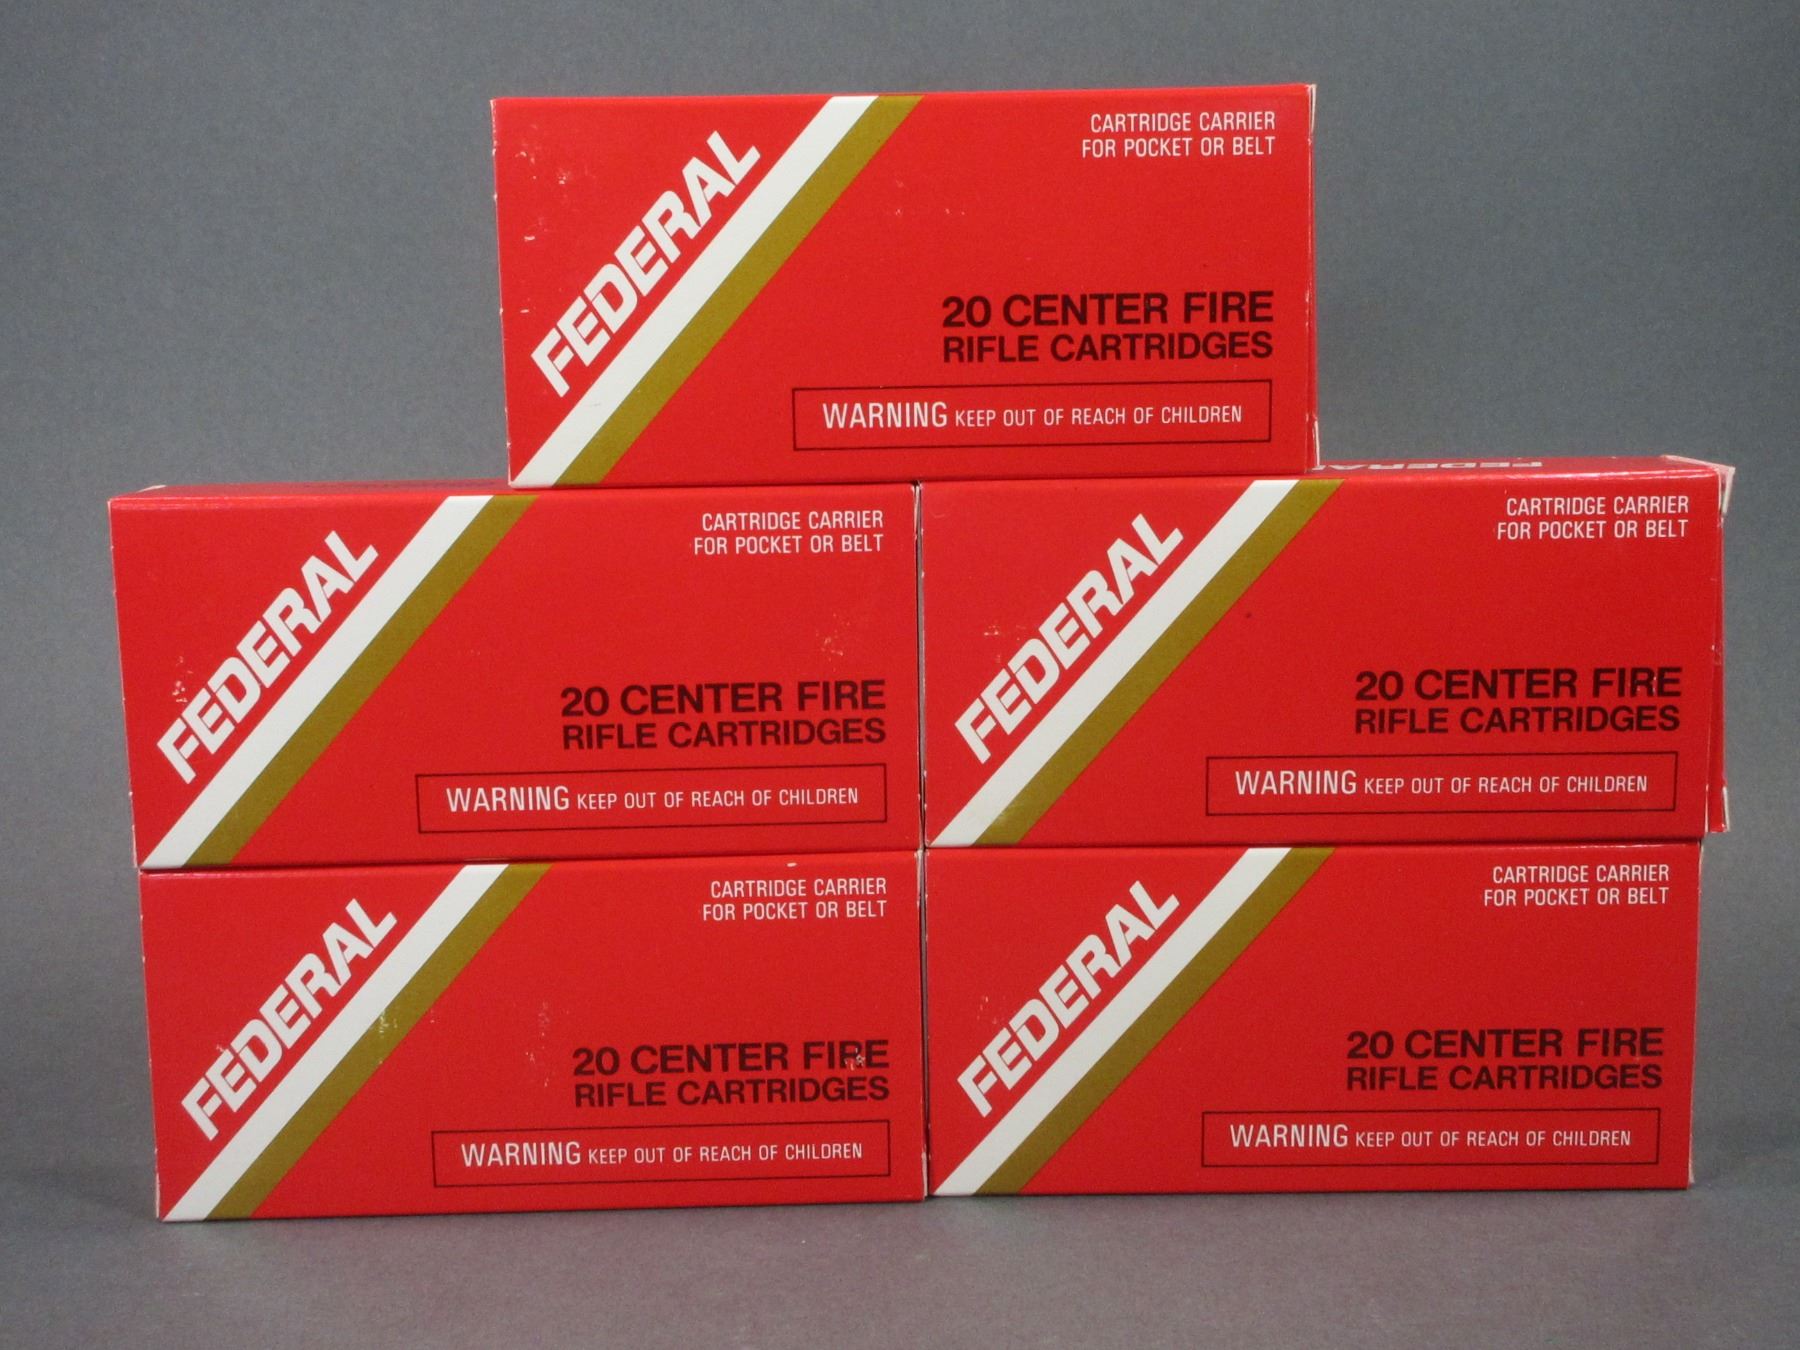 FEDERAL
CARTRIDGE CARRIER
FOR POCKET OR BELT
20 CENTER FIRE
RIFLE CARTRIDGES
WARNING KEEP OUT OF REACH OF CHILDREN
FEDERAL
CARTRIDGE CARRIER
FOR POCKET OR BELT
20 CENTER FIRE
RIFLE CARTRIDGES
WARNING KEEP OUT OF REACH OF CHILDREN
FEDERAL
FEDERAL
CARTRIDGE CARRIER
FOR POCKET OR BELT
20 CENTER FIRE
RIFLE CARTRIDGES
WARNING KEEP OUT OF REACH OF CHILDREN
FEDERAL
CARTRIDGE CARRIER
FOR POCKET OR BELT
20 CENTER FIRE
RIFLE CARTRIDGES
WARNING KEEP OUT OF REACH OF CHILDREN
FEDERAL
CARTRIDGE CARRIER
FOR POCKET OR BELT
20 CENTER FIRE
RIFLE CARTRIDGES
WARNING KEEP OUT OF REACH OF CHILDREN